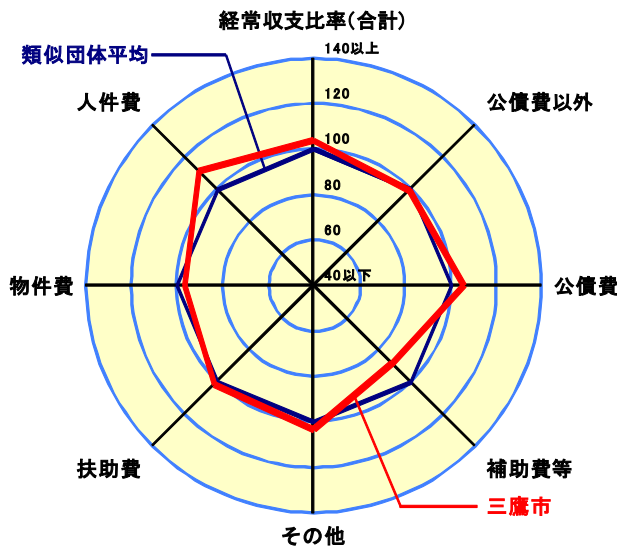 経常収支比率(合計)
類似団体平均
140以上
人件費
公債費以外
120
100
80
60
40以下
物件費
公債費
扶助費
補助費等
三鷹市
その他